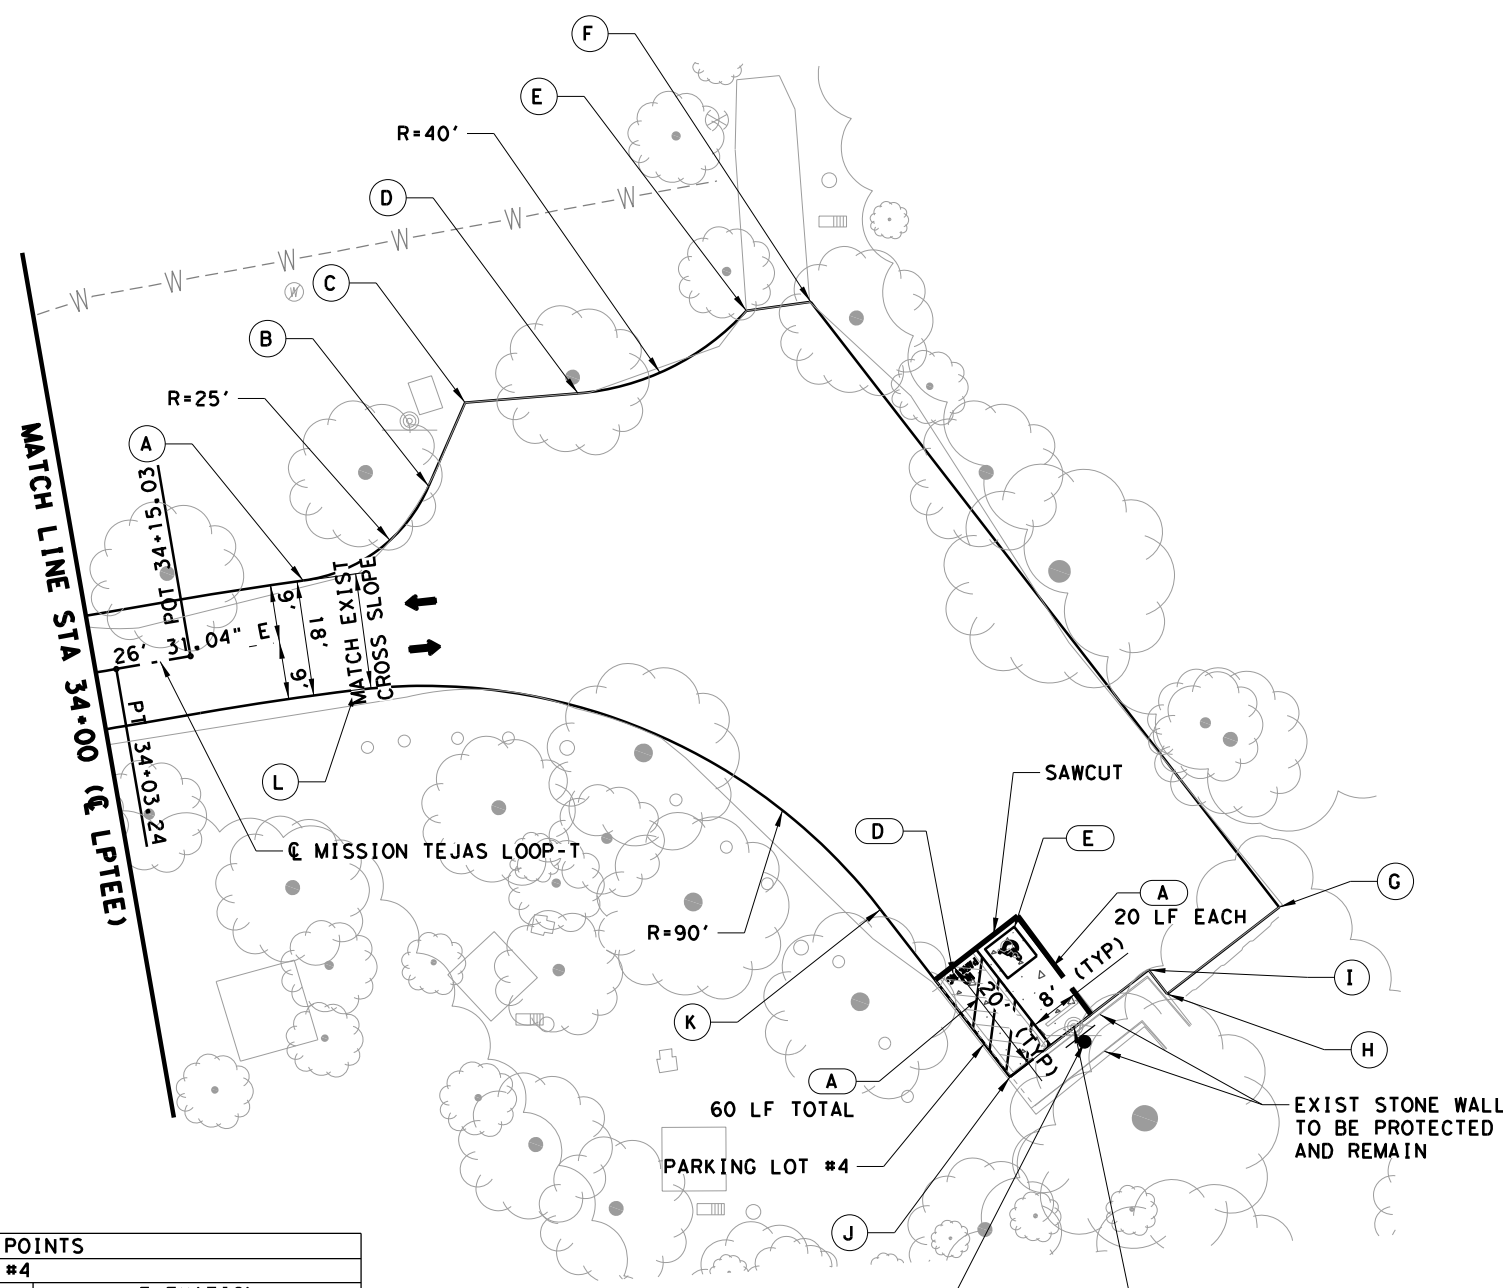 F
E
R=40'
D
W W W W W W
C
W
B
R=25'
A
MATCH LINE STA 34+00 (℄ LPTEE)
POT 34+15.03
9'
18'
9'
MATCH EXIST
CROSS SLOPE
26' 31.04" E
PT 34+03.24
L
℄ MISSION TEJAS LOOP-T
SAWCUT
D
E
A
20 LF EACH
G
R=90'
8' (TYP)
20' (TYP)
I
K
H
A
60 LF TOTAL
EXIST STONE WALL
TO BE PROTECTED
AND REMAIN
PARKING LOT #4
J
POINTS
#4